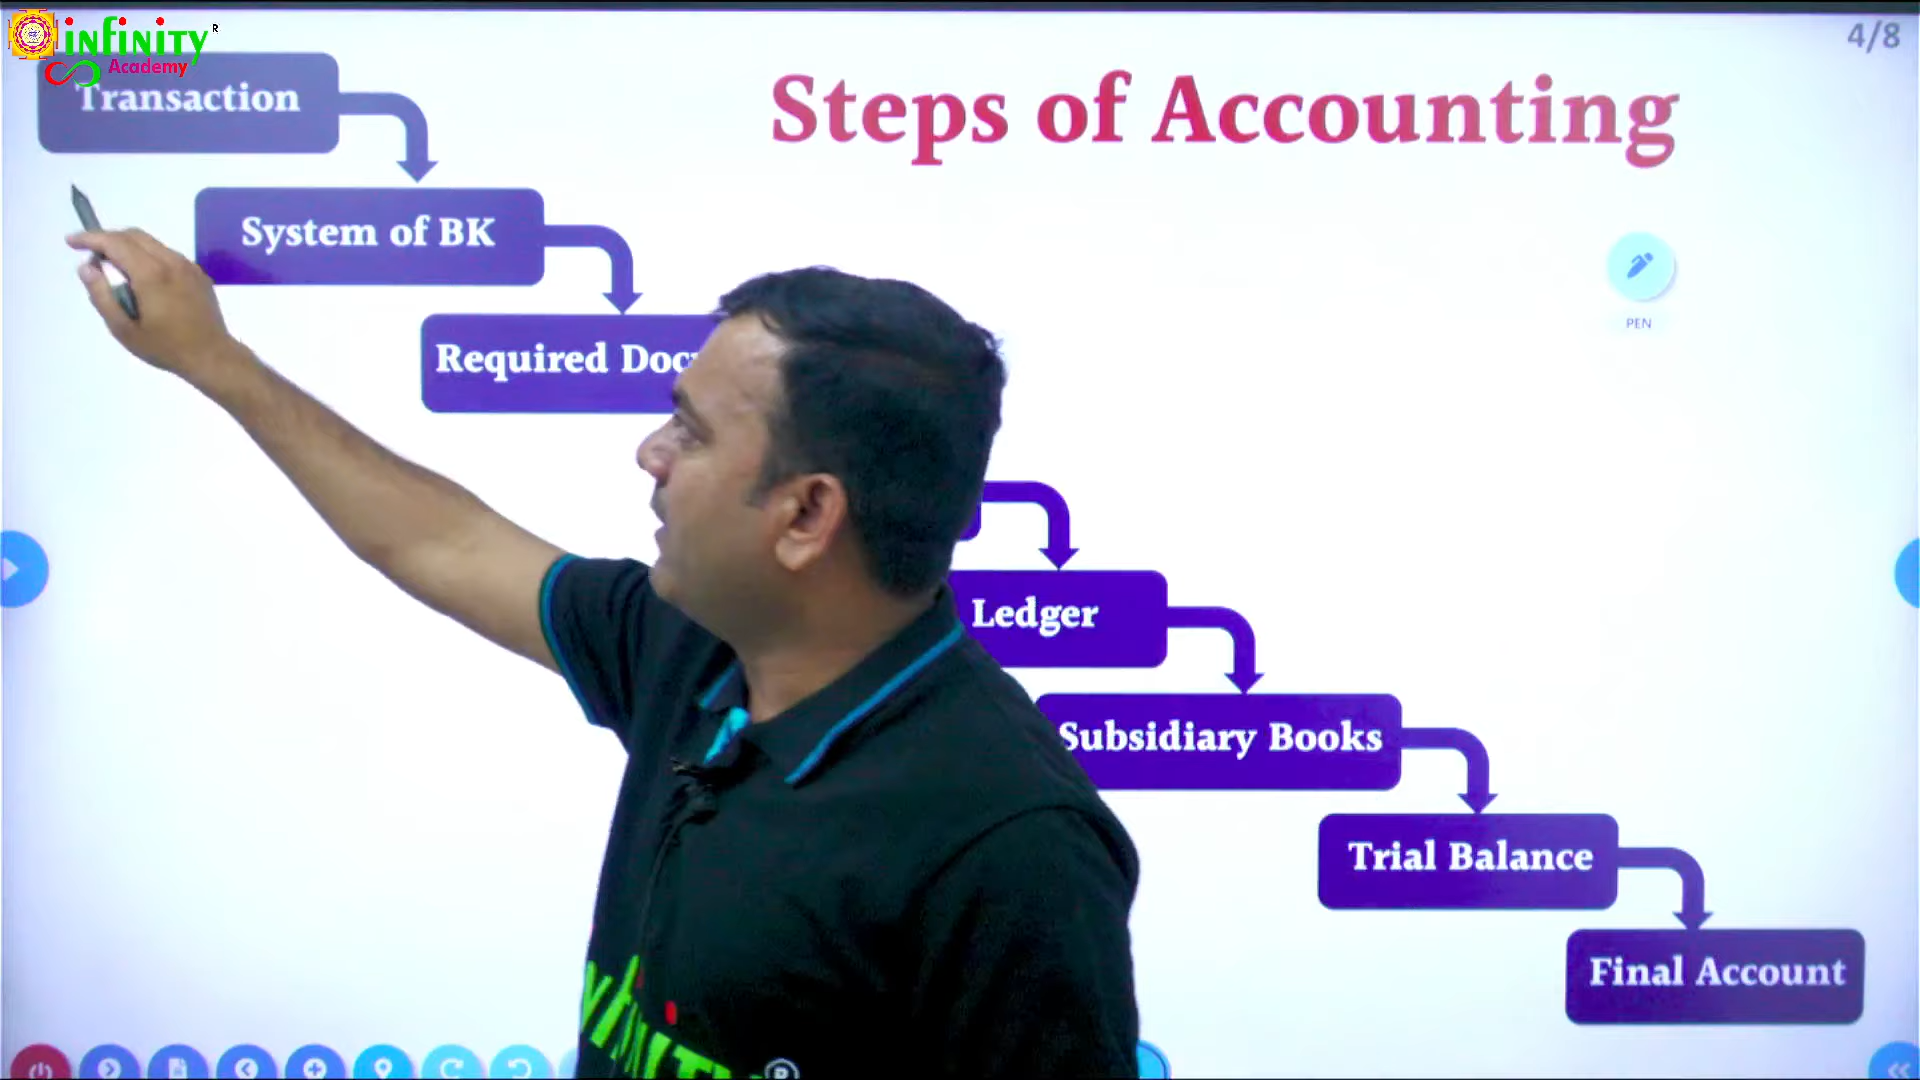 infinity
Academy
R
4/8
Steps of Accounting
Transaction
System of BK
Required
Ledger
Subsidiary Books
Trial Balance
Final Account
PEN
R